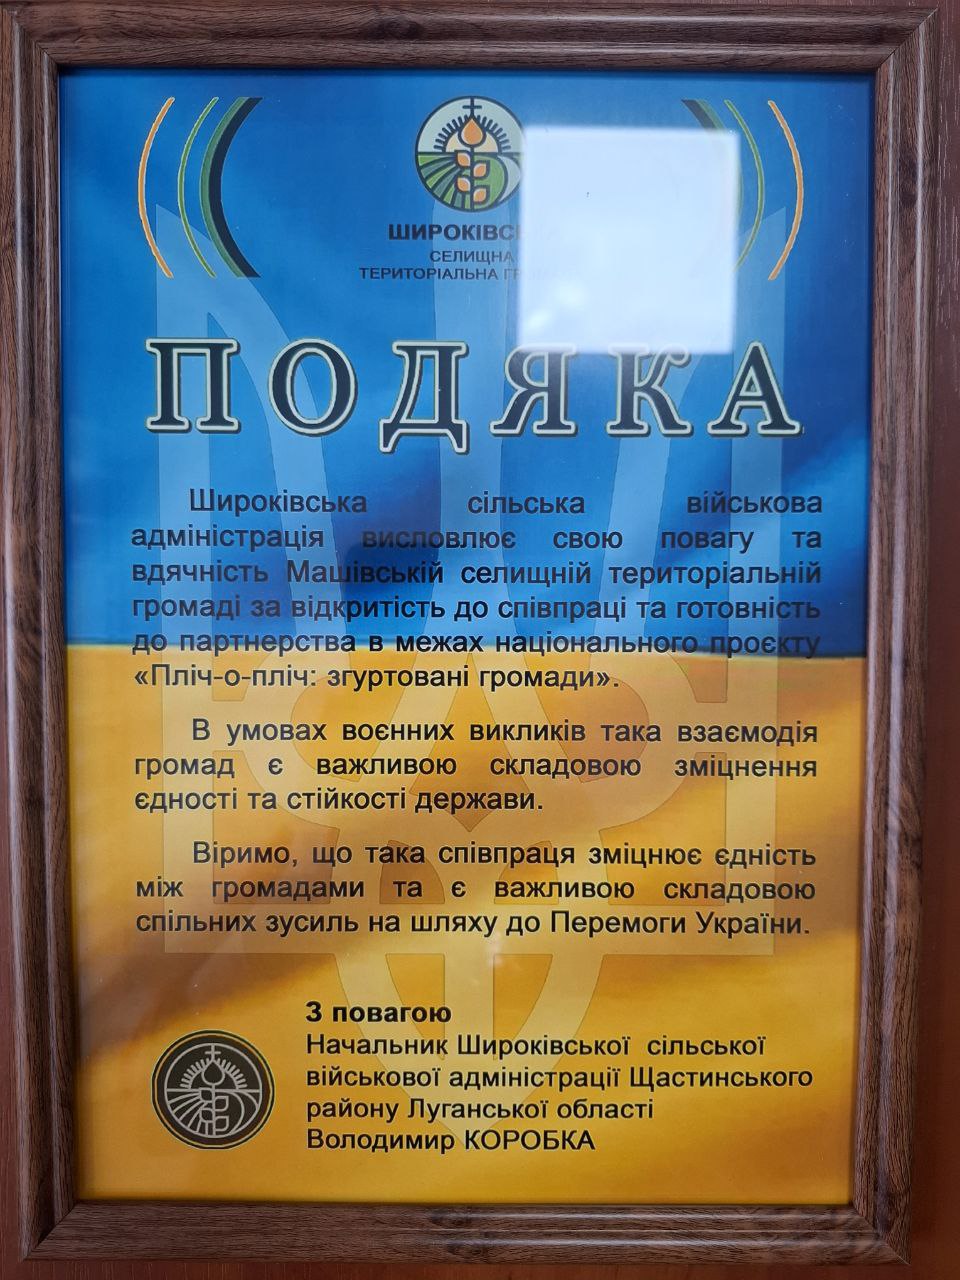 СЕЛИЩНА
ТЕРИТОРІАЛЬНА
ПОДЯКА
Широківська сільська військова
адміністрація висловлює свою повагу та
вдячність Машівській селищній територіальній
громаді за відкритість до співпраці та готовність
до партнерства в межах національного проєкту
«Пліч-о-пліч: згуртовані громади».
В умовах воєнних викликів така взаємодія
громад є важливою складовою зміцнення
єдності та стійкості держави.
Віримо, що така співпраця зміцнює єдність
між громадами та є важливою складовою
спільних зусиль на шляху до Перемоги України.
З повагою
Начальник Широківської сільської
військової адміністрації Щастинського
району Луганської області
Володимир КОРОБКА